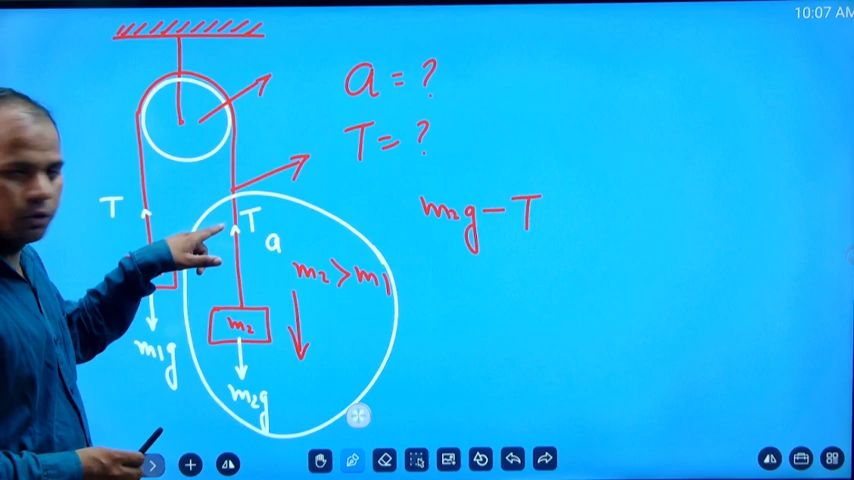 10:07 AM
a = ?
T = ?
T
T
a
m2g - T
m2 > m1
m2
m1g
m2g